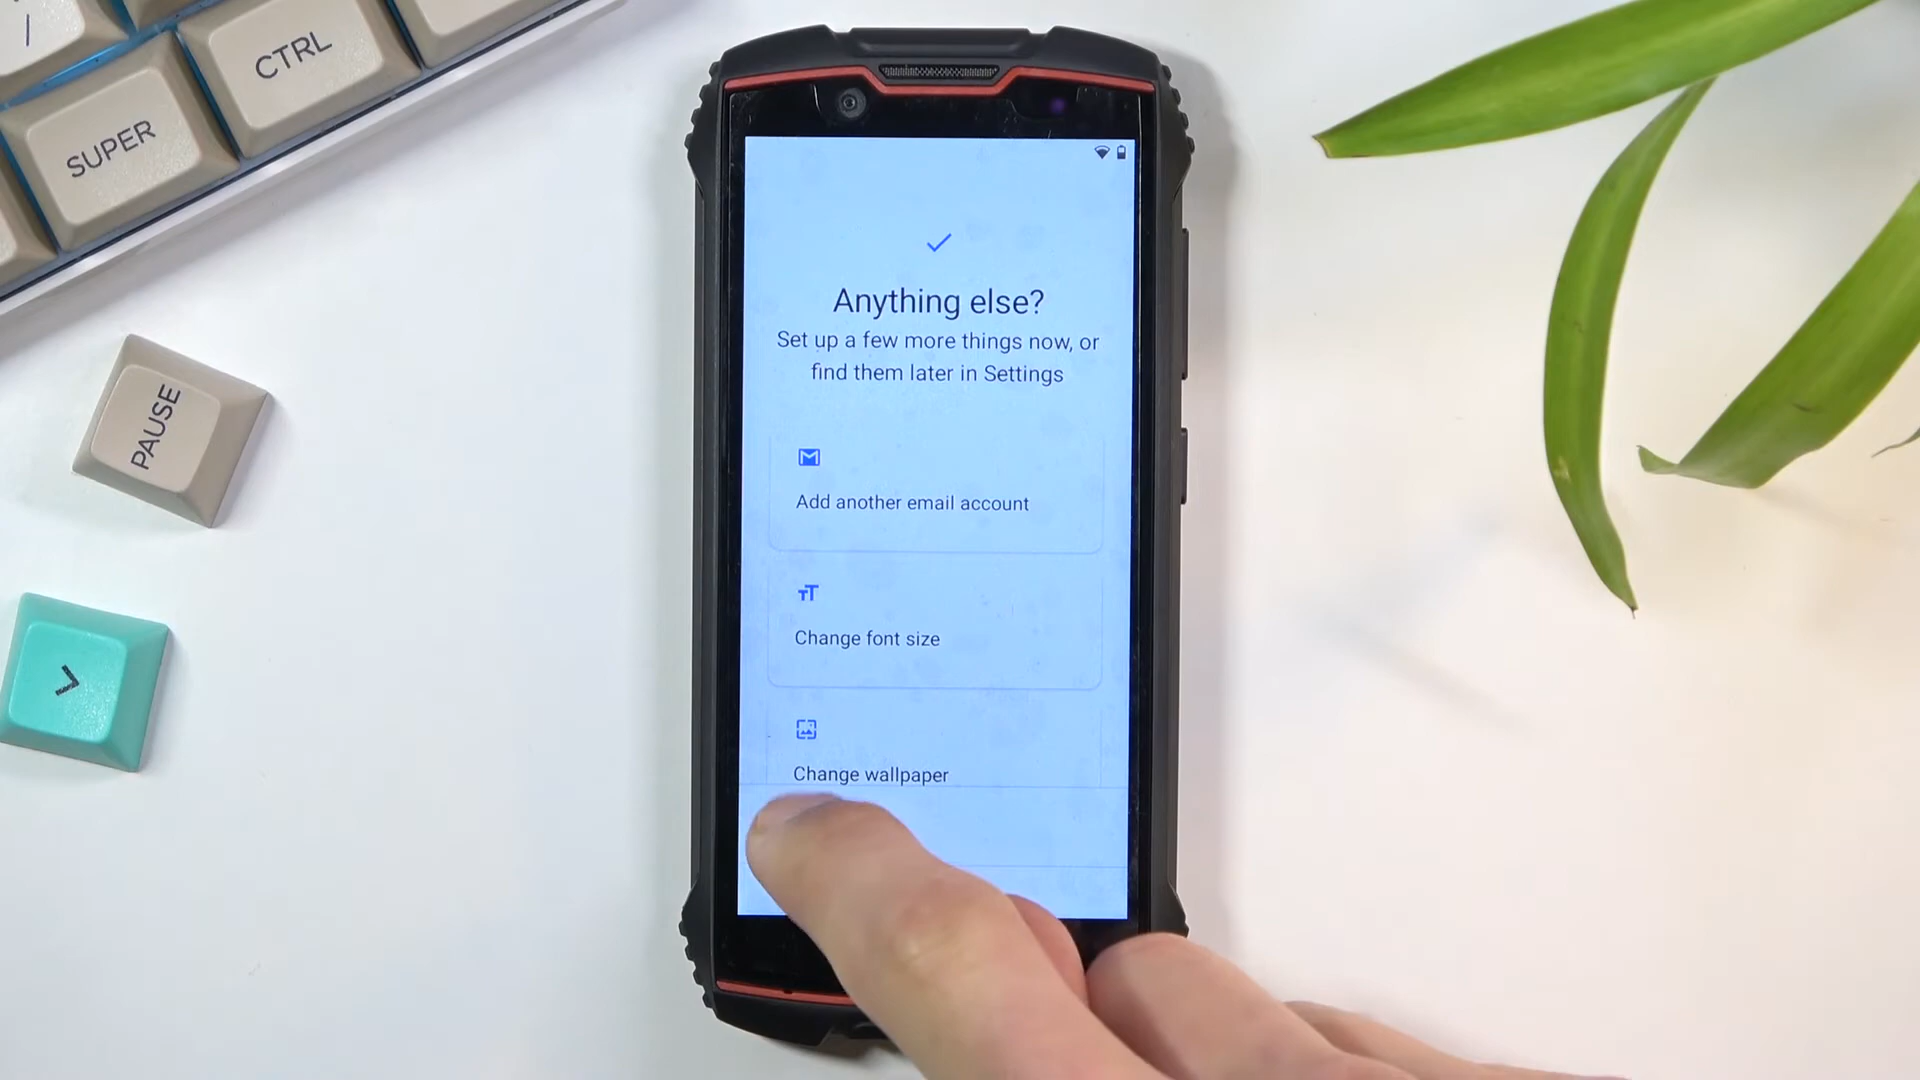 /
CTRL
SUPER
PAUSE
Anything else?
Set up a few more things now, or
find them later in Settings
Add another email account
Change font size
Change wallpaper